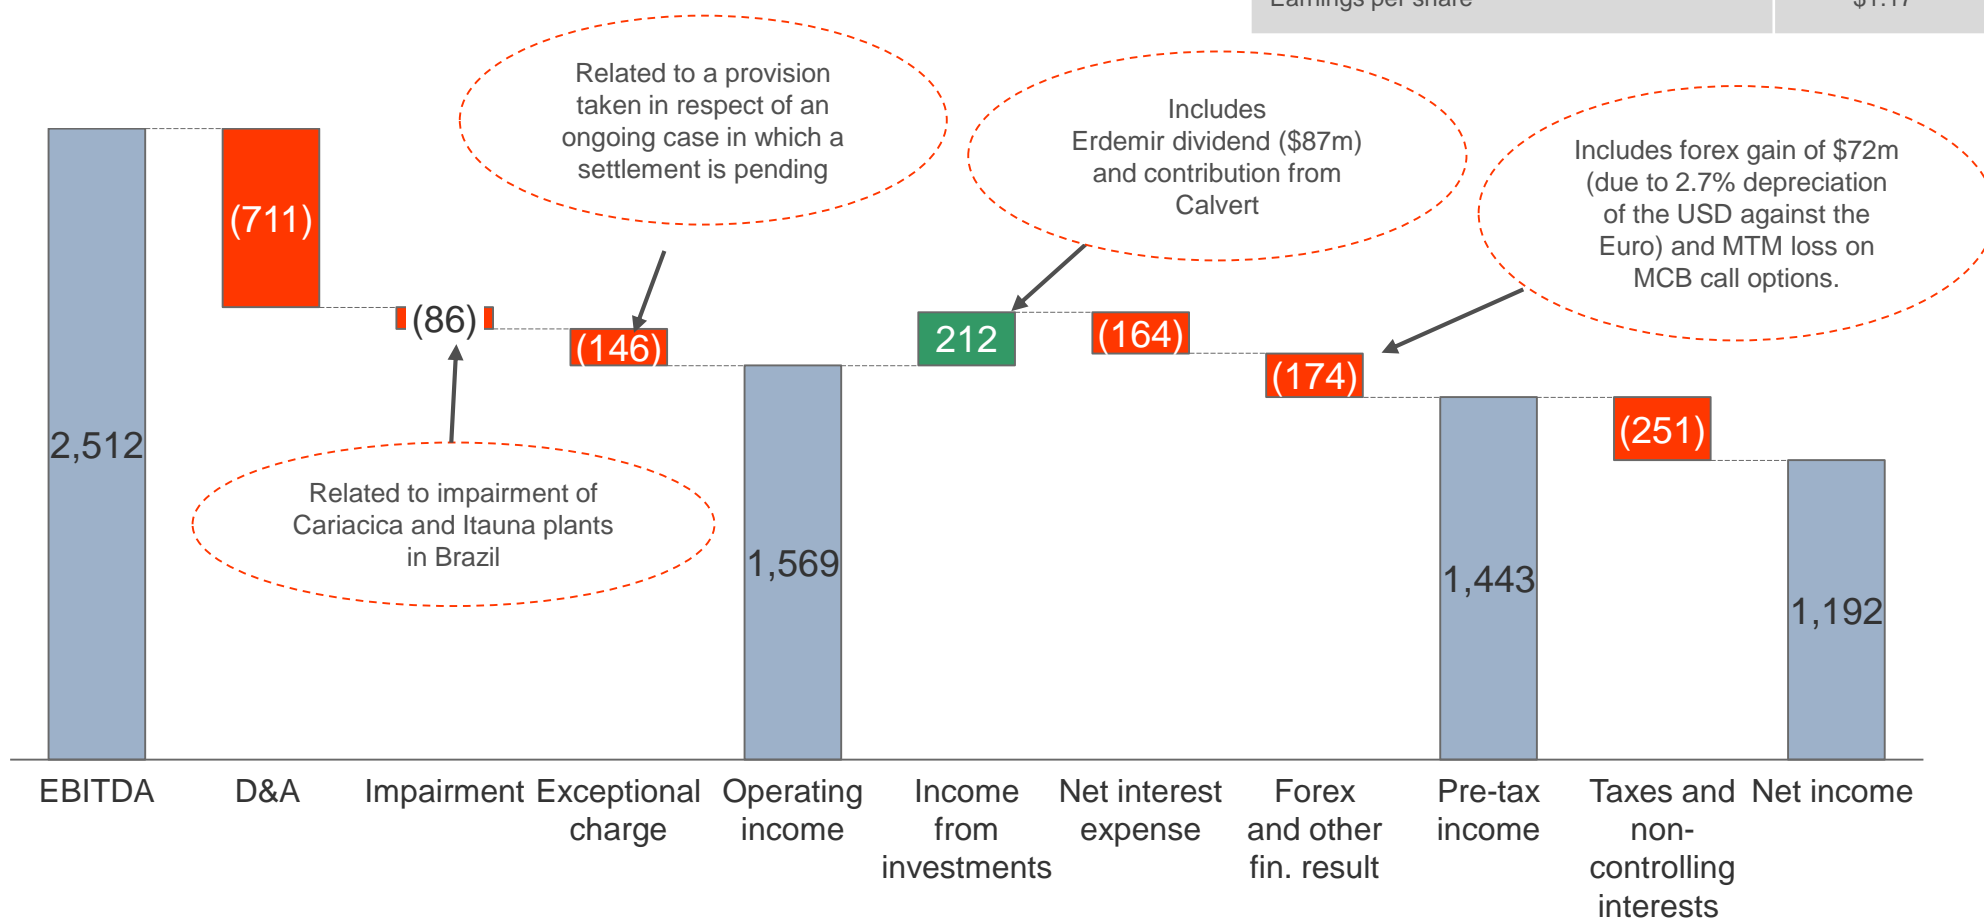 Earnings per share $1.17
Related to a provision
taken in respect of an
ongoing case in which a
settlement is pending
Includes
Erdemir dividend ($87m)
and contribution from
Calvert
Includes forex gain of $72m
(due to 2.7% depreciation
of the USD against the
Euro) and MTM loss on
MCB call options.
(711)
(86)
(146)
212
(164)
(174)
(251)
2,512
1,569
1,443
1,192
Related to impairment of
Cariacica and Itauna plants
in Brazil
EBITDA
D&A
Impairment
Exceptional
charge
Operating
income
Income
from
investments
Net interest
expense
Forex
and other
fin. result
Pre-tax
income
Taxes and
non-
controlling
interests
Net income